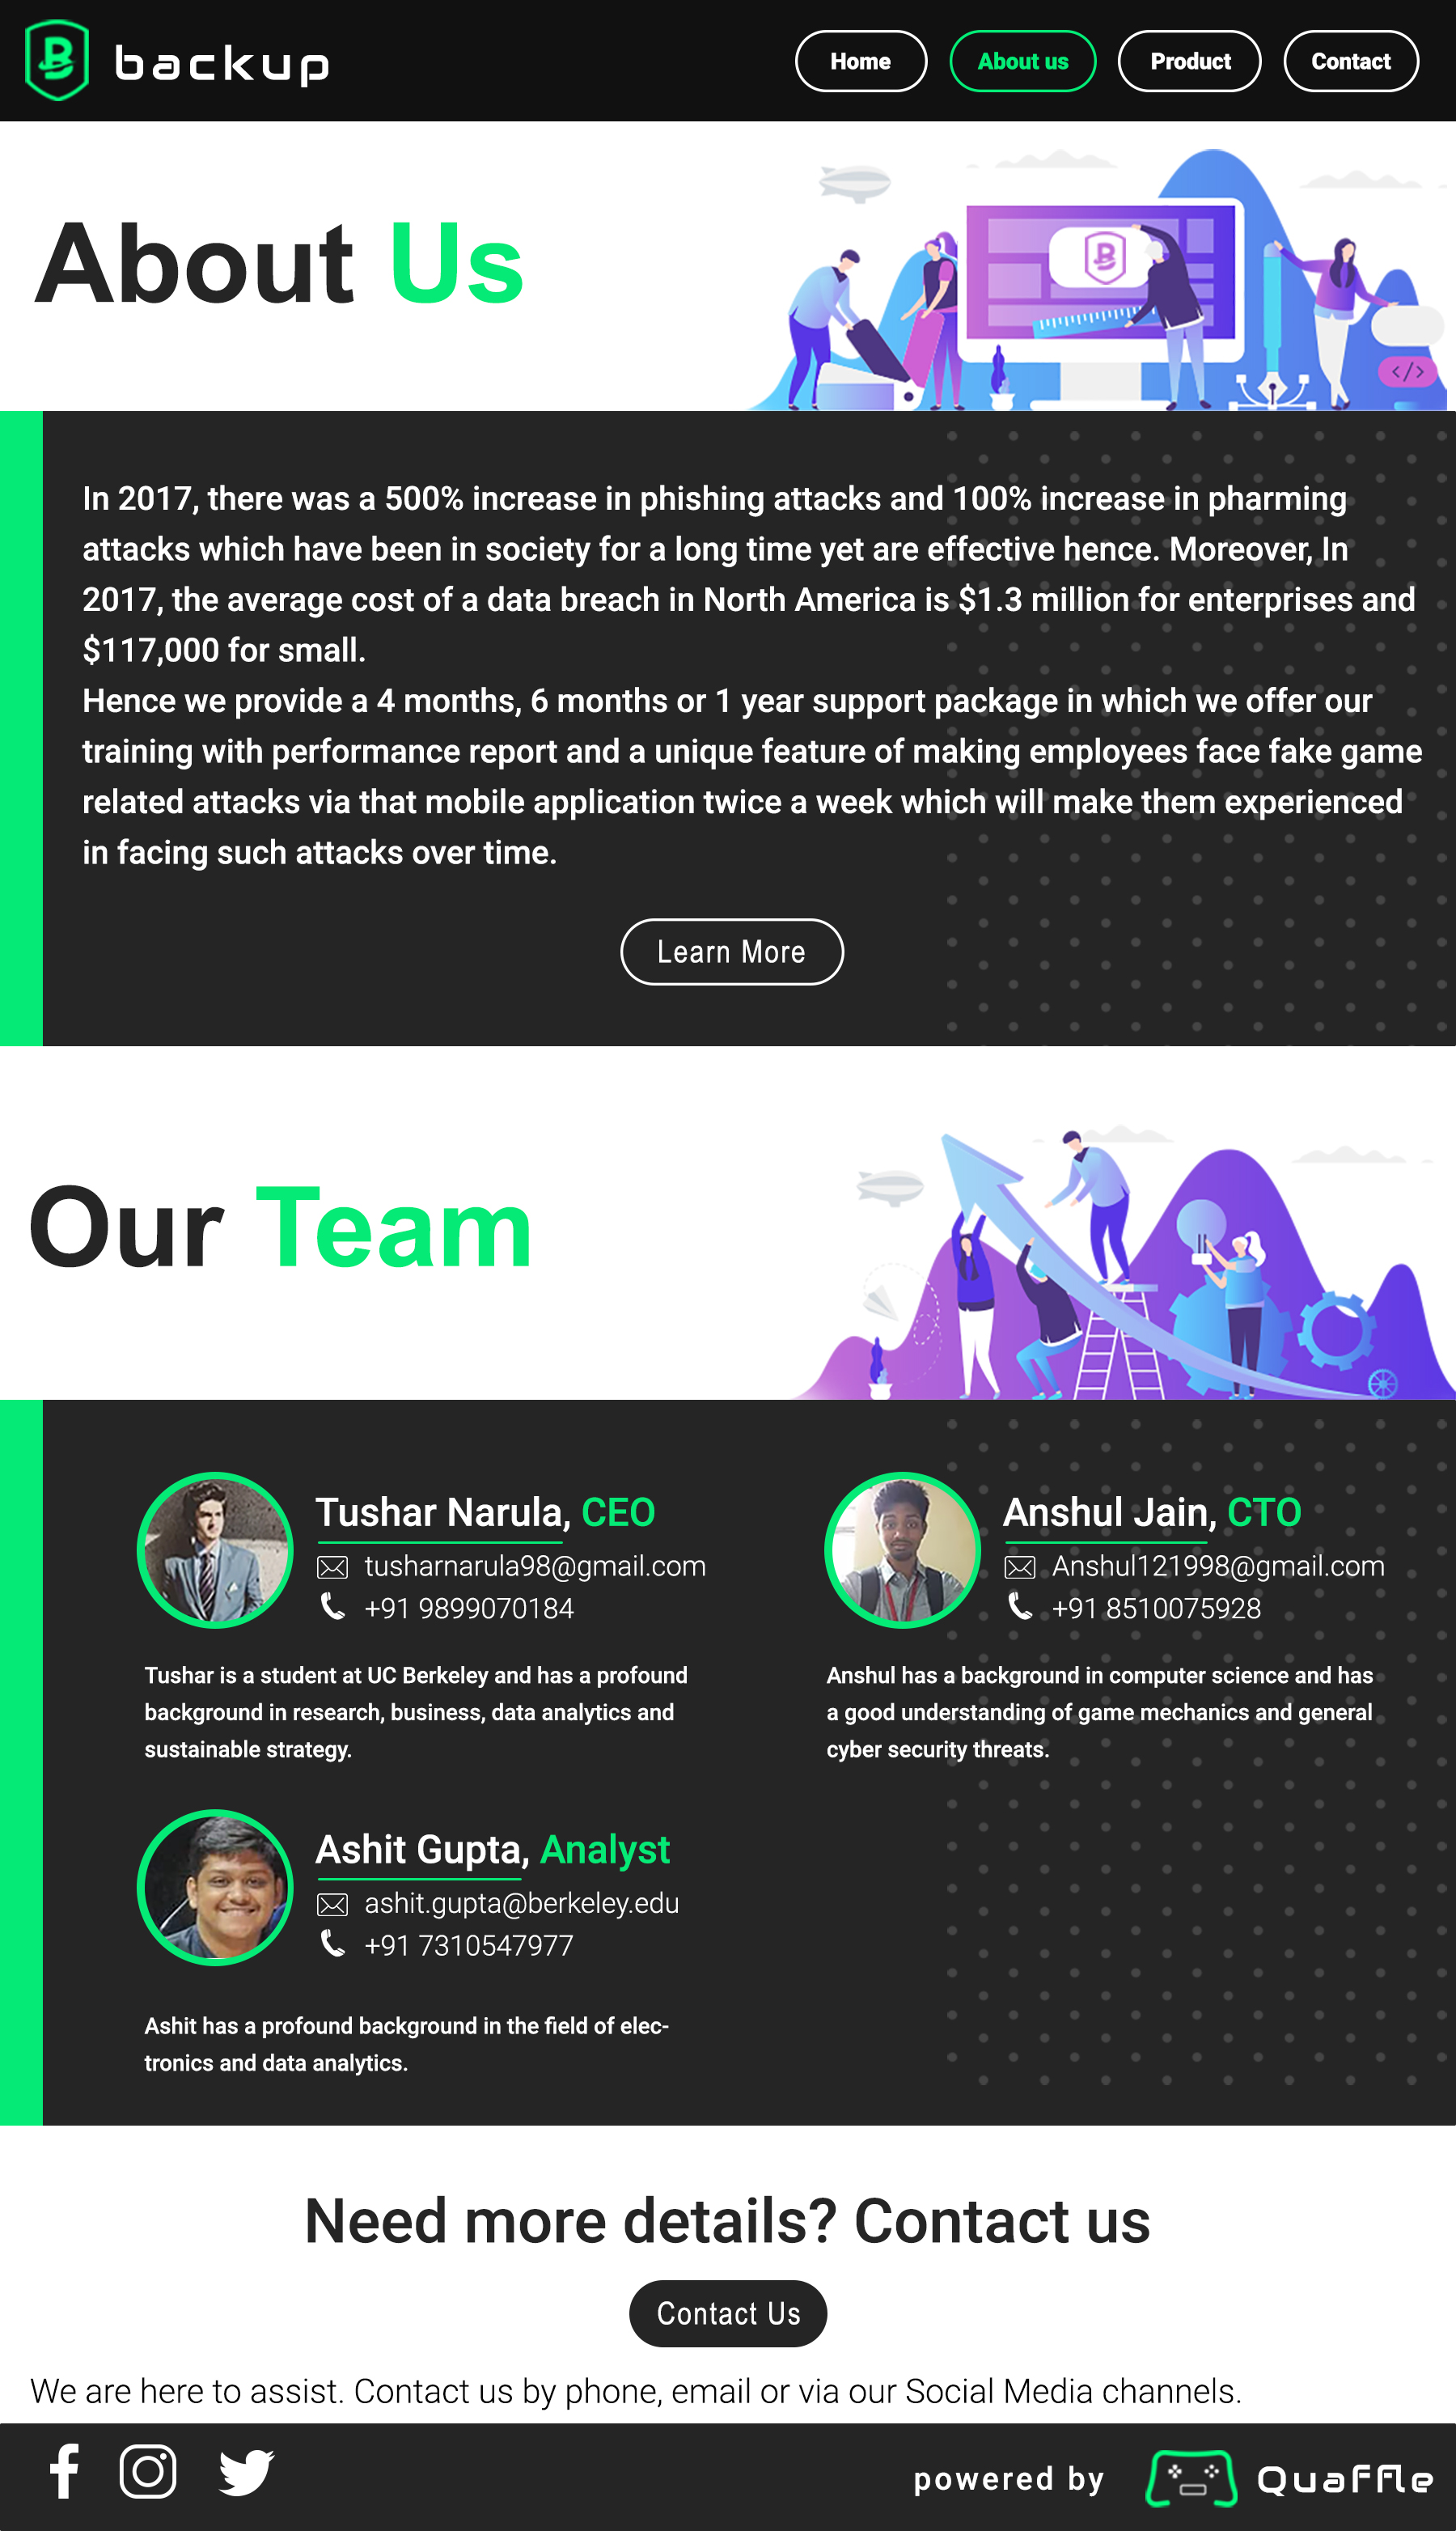 backup
Home
About us
Product
Contact
About Us
</>
In 2017, there was a 500% increase in phishing attacks and 100% increase in pharming
attacks which have been in society for a long time yet are effective hence. Moreover, In
2017, the average cost of a data breach in North America is $1.3 million for enterprises and
$117,000 for small.
Hence we provide a 4 months, 6 months or 1 year support package in which we offer our
training with performance report and a unique feature of making employees face fake game
related attacks via that mobile application twice a week which will make them experienced
in facing such attacks over time.
Learn More
Our Team
Tushar Narula, CEO
tusharnarula98@gmail.com
+91 9899070184
Tushar is a student at UC Berkeley and has a profound
background in research, business, data analytics and
sustainable strategy.
Anshul Jain, CTO
Anshul121998@gmail.com
+91 8510075928
Anshul has a background in computer science and has
a good understanding of game mechanics and general
cyber security threats.
Ashit Gupta, Analyst
ashit.gupta@berkeley.edu
+91 7310547977
Ashit has a profound background in the field of elec-
tronics and data analytics.
Need more details? Contact us
Contact Us
We are here to assist. Contact us by phone, email or via our Social Media channels.
powered by
Quaffle